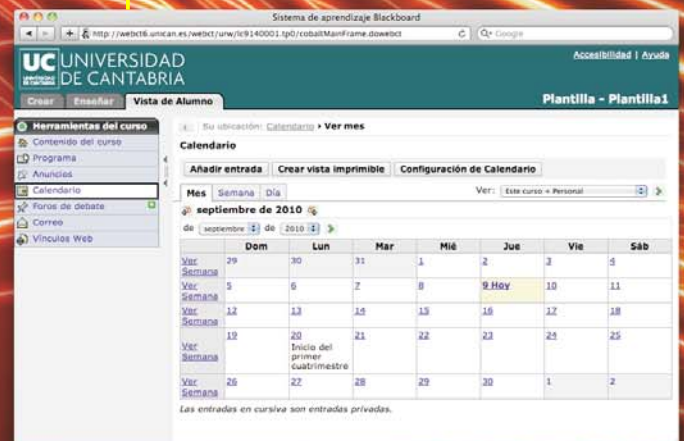 Sistema de aprendizaje Blackboard
http://webct6.unican.es/webct/urw/lc9140001.tp0/cobaltMainFrame.dowebct
Google
UC UNIVERSIDAD
DE CANTABRIA
Accesibilidad | Ayuda
Crear Enseñar Vista de Alumno
Plantilla - Plantilla1
Herramientas del curso
Contenido del curso
Programa
Anuncios
Calendario
Foros de debate
Correo
Vínculos Web
Su ubicación: Calendario › Ver mes
Calendario
Añadir entrada Crear vista imprimible Configuración de Calendario
Mes Semana Día
Ver: Este curso + Personal
septiembre de 2010
de septiembre de 2010
Dom Lun Mar Mié Jue Vie Sáb
Ver Semana 29 30 31 1 2 3 4
Ver Semana 5 6 7 8 9 Hoy 10 11
Ver Semana 12 13 14 15 16 17 18
Ver Semana 19 20 21 22 23 24 25
Inicio del
primer
cuatrimestre
Ver Semana 26 27 28 29 30 1 2
Las entradas en cursiva son entradas privadas.